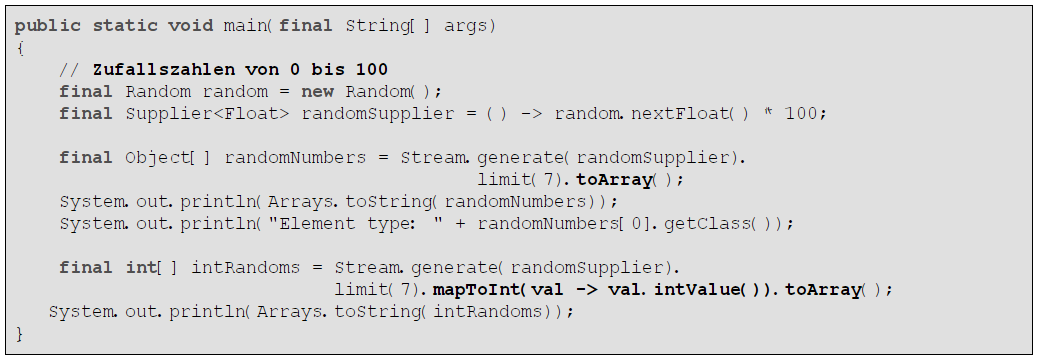 public static void main(final String[] args)
{
    // Zufallszahlen von 0 bis 100
    final Random random = new Random();
    final Supplier<Float> randomSupplier = () -> random.nextFloat() * 100;

    final Object[] randomNumbers = Stream.generate(randomSupplier).
                                          limit(7).toArray();
    System.out.println(Arrays.toString(randomNumbers));
    System.out.println("Element type: " + randomNumbers[0].getClass());

    final int[] intRandoms = Stream.generate(randomSupplier).
                             limit(7).mapToInt(val -> val.intValue()).toArray();
   System.out.println(Arrays.toString(intRandoms));
}